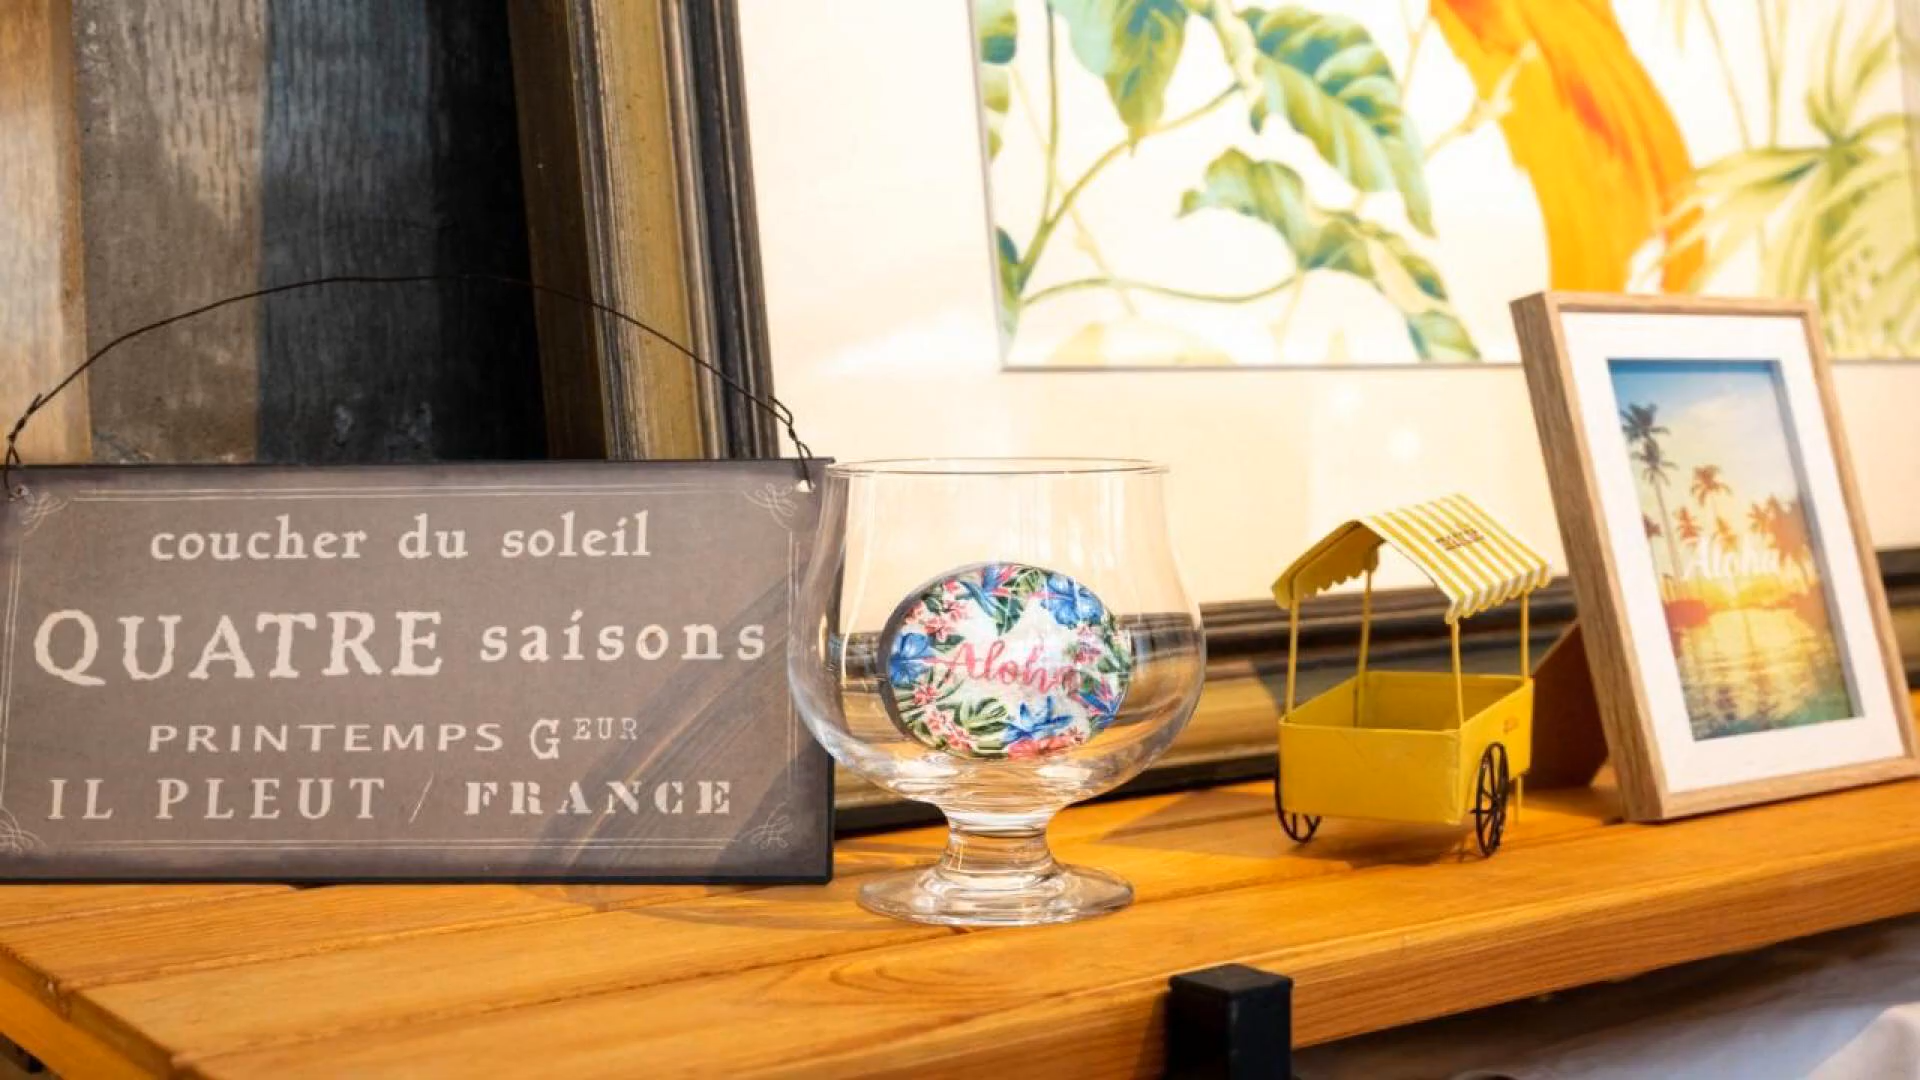 coucher du soleil
QUATRE saisons
PRINTEMPS GEUR
IL PLEUT / FRANCE
Aloha
Aloha